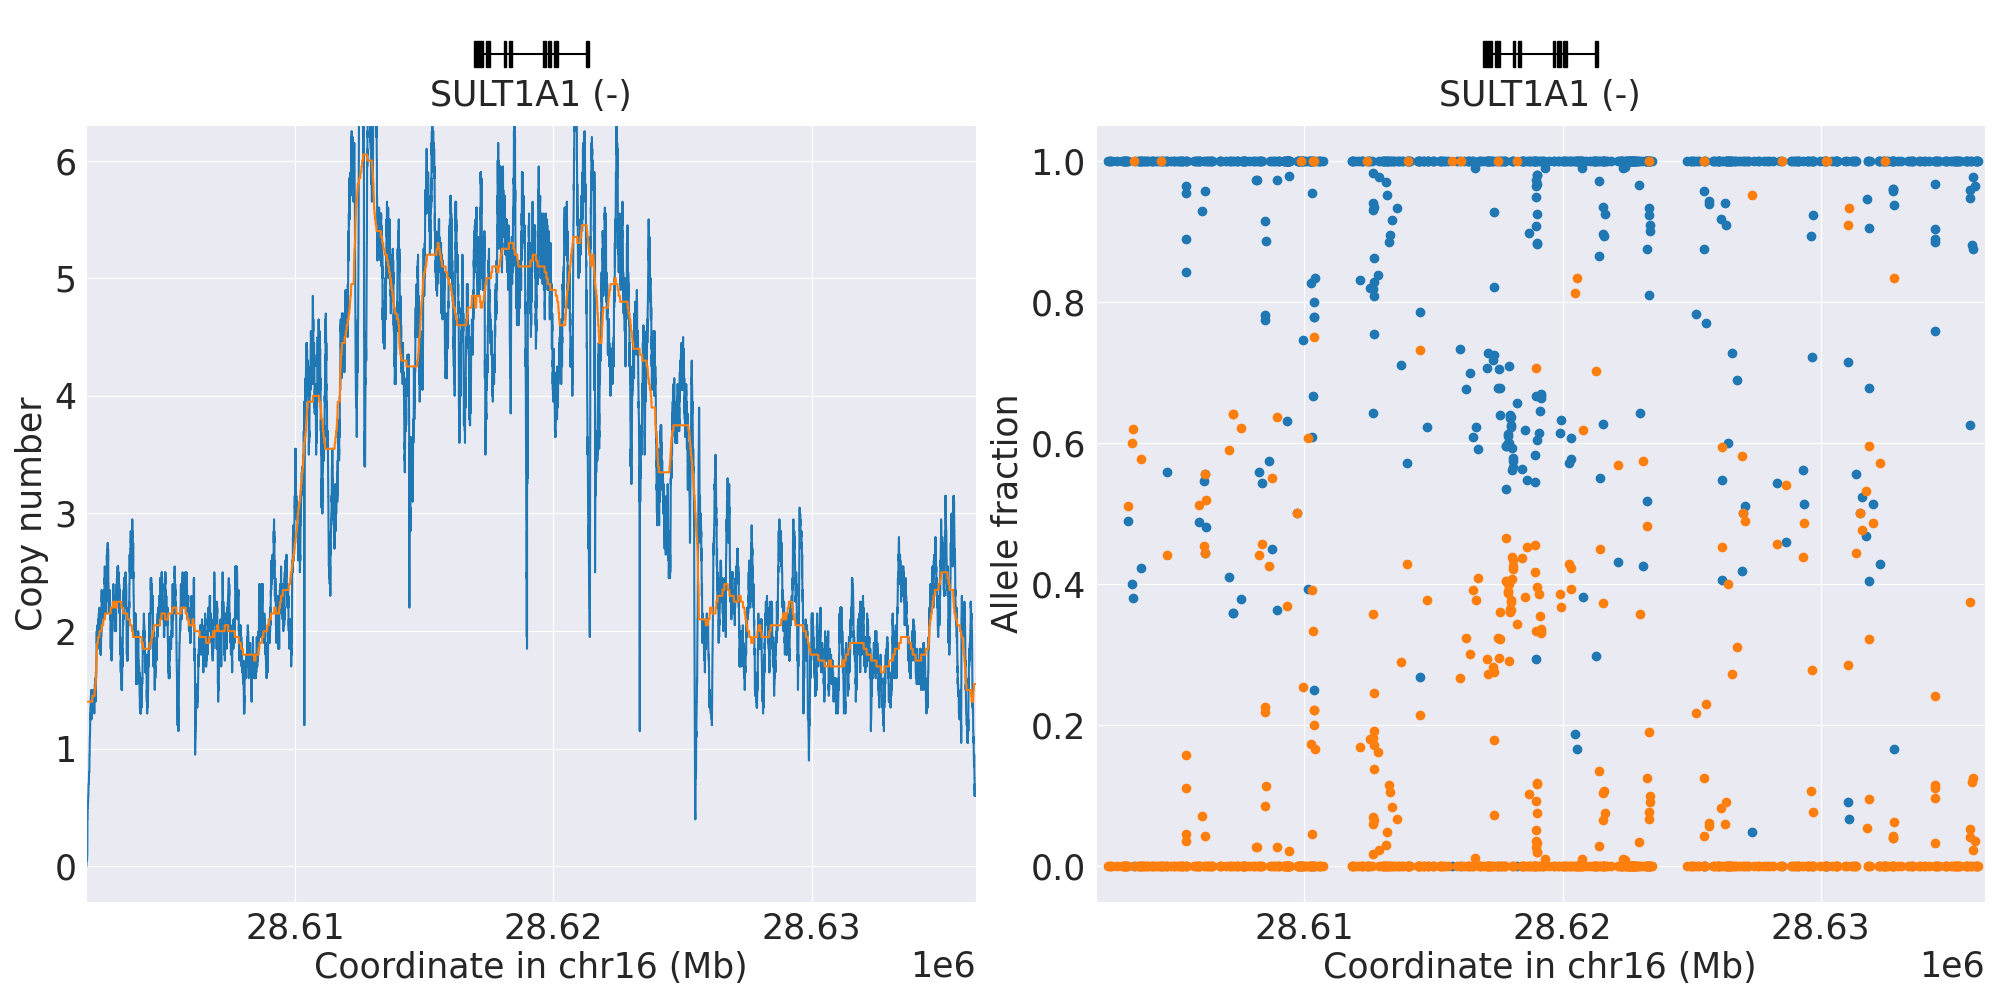 SULT1A1 (-)
Copy number
6
5
4
3
2
1
0
28.61
28.62
28.63
Coordinate in chr16 (Mb)
1e6
SULT1A1 (-)
Allele fraction
1.0
0.8
0.6
0.4
0.2
0.0
28.61
28.62
28.63
Coordinate in chr16 (Mb)
1e6